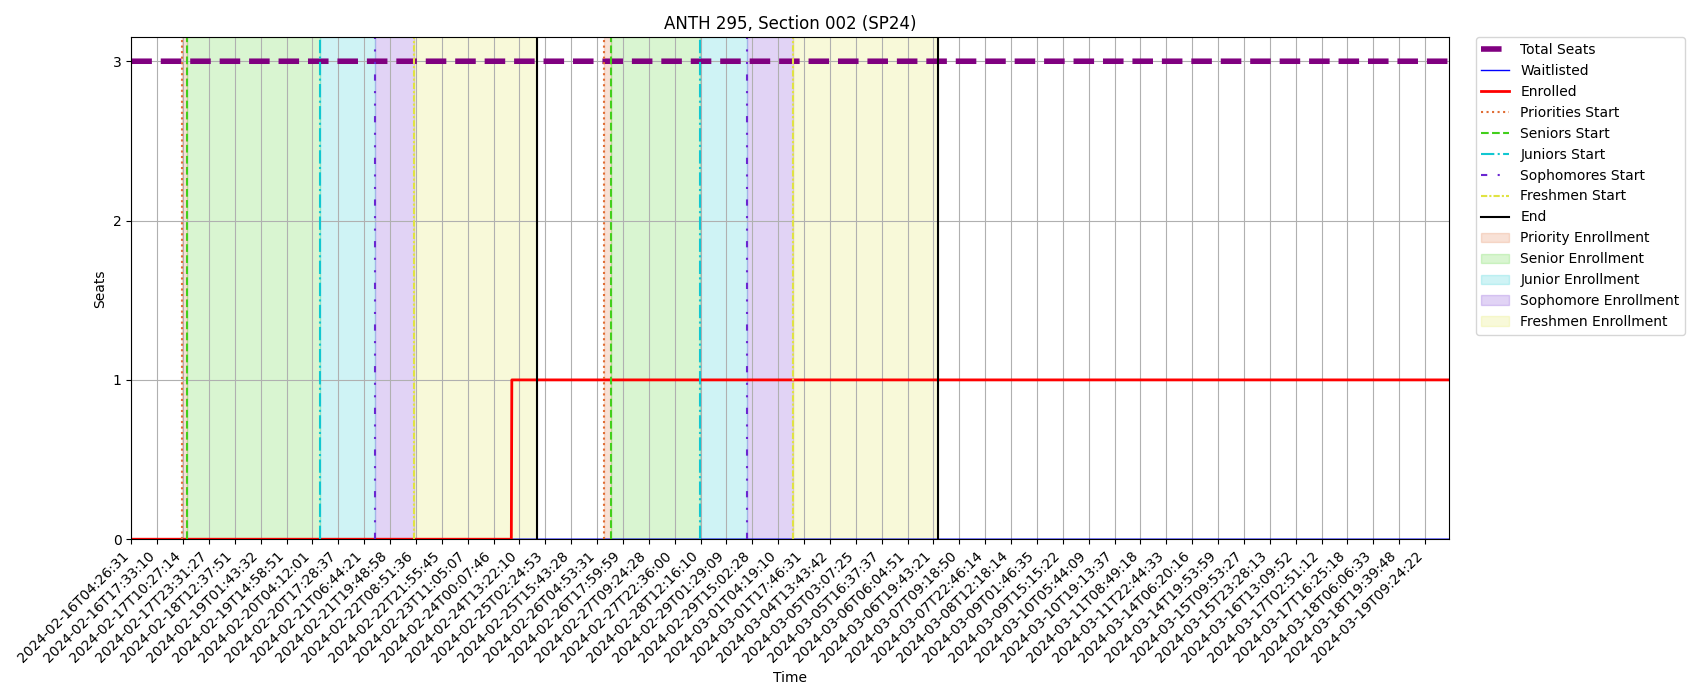 ANTH 295, Section 002 (SP24)
Seats
3
2
1
0
2024-02-16T04:26:31
2024-02-16T17:33:10
2024-02-17T10:27:14
2024-02-17T23:31:27
2024-02-18T12:37:51
2024-02-19T01:43:32
2024-02-19T14:58:51
2024-02-20T04:12:01
2024-02-20T17:28:37
2024-02-21T06:44:21
2024-02-21T19:48:58
2024-02-22T08:51:36
2024-02-22T21:55:45
2024-02-23T11:05:07
2024-02-24T00:07:46
2024-02-24T13:22:10
2024-02-25T02:24:53
2024-02-25T15:43:28
2024-02-26T04:53:31
2024-02-26T17:59:59
2024-02-27T09:24:28
2024-02-27T22:36:00
2024-02-28T12:16:10
2024-02-29T01:29:09
2024-02-29T15:02:28
2024-03-01T04:19:10
2024-03-01T17:46:31
2024-03-04T13:43:42
2024-03-05T03:07:25
2024-03-05T16:37:37
2024-03-06T06:04:51
2024-03-06T19:43:21
2024-03-07T09:18:50
2024-03-07T22:46:14
2024-03-08T12:18:14
2024-03-09T01:46:35
2024-03-09T15:15:22
2024-03-10T05:44:09
2024-03-10T19:13:37
2024-03-11T08:49:18
2024-03-11T22:44:33
2024-03-14T06:20:16
2024-03-14T19:53:59
2024-03-15T09:53:27
2024-03-15T23:28:13
2024-03-16T13:09:52
2024-03-17T02:51:12
2024-03-17T16:25:18
2024-03-18T06:06:33
2024-03-18T19:39:48
2024-03-19T09:24:22
Time
Total Seats
Waitlisted
Enrolled
Priorities Start
Seniors Start
Juniors Start
Sophomores Start
Freshmen Start
End
Priority Enrollment
Senior Enrollment
Junior Enrollment
Sophomore Enrollment
Freshmen Enrollment